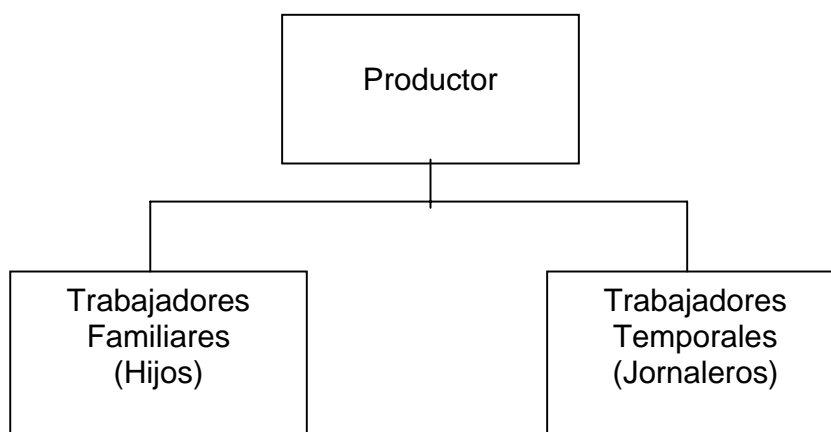 Productor
Trabajadores
Familiares
(Hijos)
Trabajadores
Temporales
(Jornaleros)